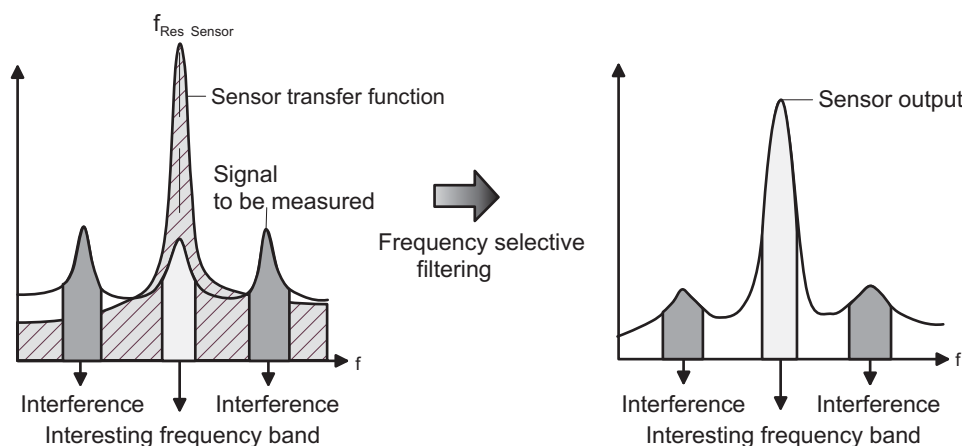 fRes Sensor
Sensor transfer function
Signal
to be measured
f
Interference
Interference
Interesting frequency band
Frequency selective
filtering
Sensor output
f
Interference
Interference
Interesting frequency band